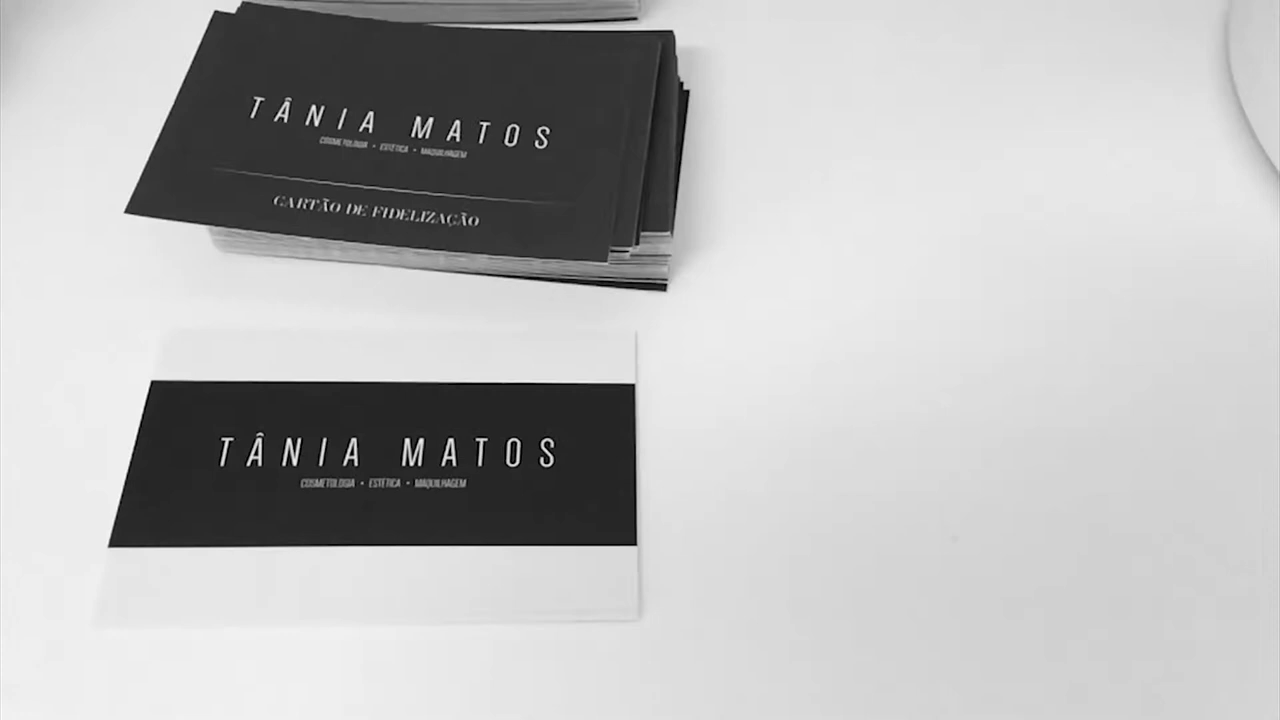 TÂNIA MATOS
COSMETOLOGIA • ESTÉTICA • MAQUILHAGEM
CARTÃO DE FIDELIZAÇÃO
TÂNIA MATOS
COSMETOLOGIA • ESTÉTICA • MAQUILHAGEM